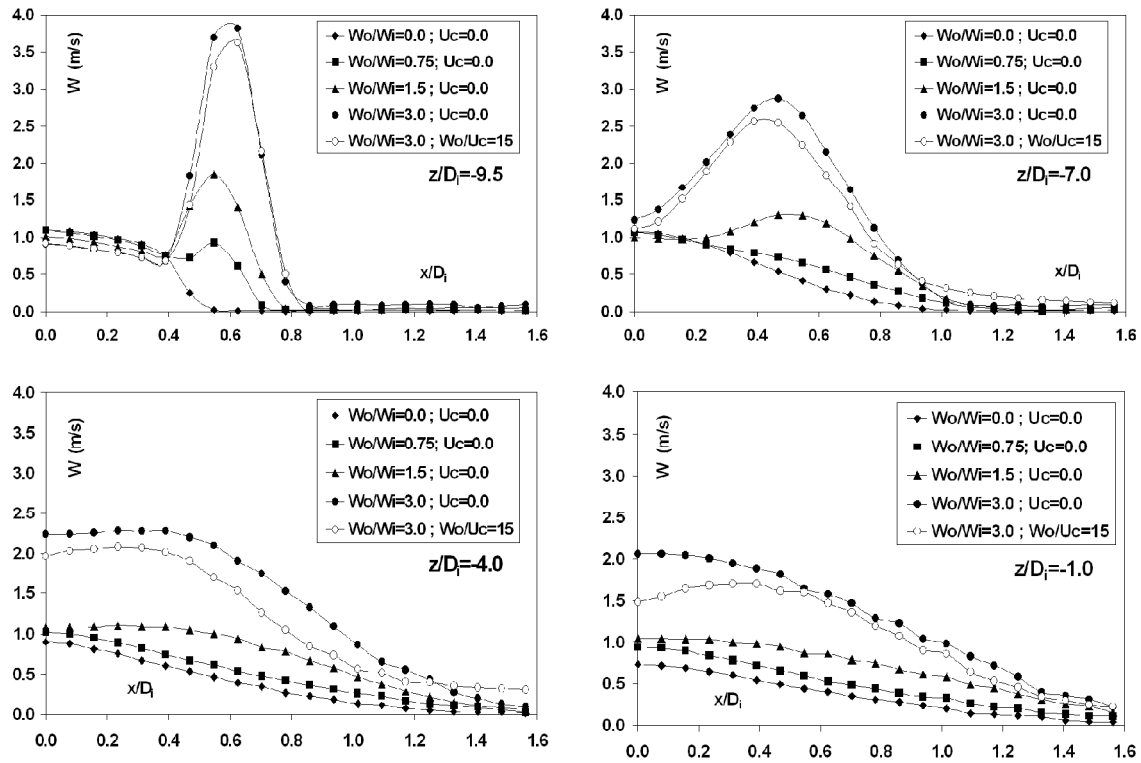 4.0
3.5
3.0
2.5
2.0
1.5
1.0
0.5
0.0
W (m/s)
Wo/Wi=0.0 ; Uc=0.0
Wo/Wi=0.75; Uc=0.0
Wo/Wi=1.5 ; Uc=0.0
Wo/Wi=3.0 ; Uc=0.0
Wo/Wi=3.0 ; Wo/Uc=15
z/Di=-9.5
x/Di
0.0 0.2 0.4 0.6 0.8 1.0 1.2 1.4 1.6
4.0
3.5
3.0
2.5
2.0
1.5
1.0
0.5
0.0
W (m/s)
Wo/Wi=0.0 ; Uc=0.0
Wo/Wi=0.75; Uc=0.0
Wo/Wi=1.5 ; Uc=0.0
Wo/Wi=3.0 ; Uc=0.0
Wo/Wi=3.0 ; Wo/Uc=15
z/Di=-7.0
x/Di
0.0 0.2 0.4 0.6 0.8 1.0 1.2 1.4 1.6
4.0
3.5
3.0
2.5
2.0
1.5
1.0
0.5
0.0
W (m/s)
Wo/Wi=0.0 ; Uc=0.0
Wo/Wi=0.75; Uc=0.0
Wo/Wi=1.5 ; Uc=0.0
Wo/Wi=3.0 ; Uc=0.0
Wo/Wi=3.0 ; Wo/Uc=15
z/Di=-4.0
x/Di
0.0 0.2 0.4 0.6 0.8 1.0 1.2 1.4 1.6
4.0
3.5
3.0
2.5
2.0
1.5
1.0
0.5
0.0
W (m/s)
Wo/Wi=0.0 ; Uc=0.0
Wo/Wi=0.75; Uc=0.0
Wo/Wi=1.5 ; Uc=0.0
Wo/Wi=3.0 ; Uc=0.0
Wo/Wi=3.0 ; Wo/Uc=15
z/Di=-1.0
x/Di
0.0 0.2 0.4 0.6 0.8 1.0 1.2 1.4 1.6